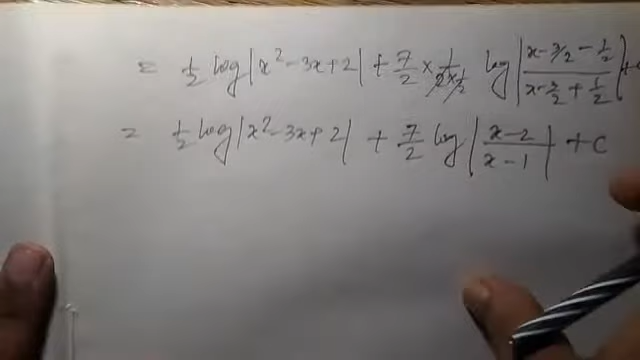 = 1/2 log|x² - 3x + 2| + 7/2 × 1/(2×1/2) log|(x - 3/2 - 1/2)/(x - 3/2 + 1/2)| + c
= 1/2 log|x² - 3x + 2| + 7/2 log|(x - 2)/(x - 1)| + c